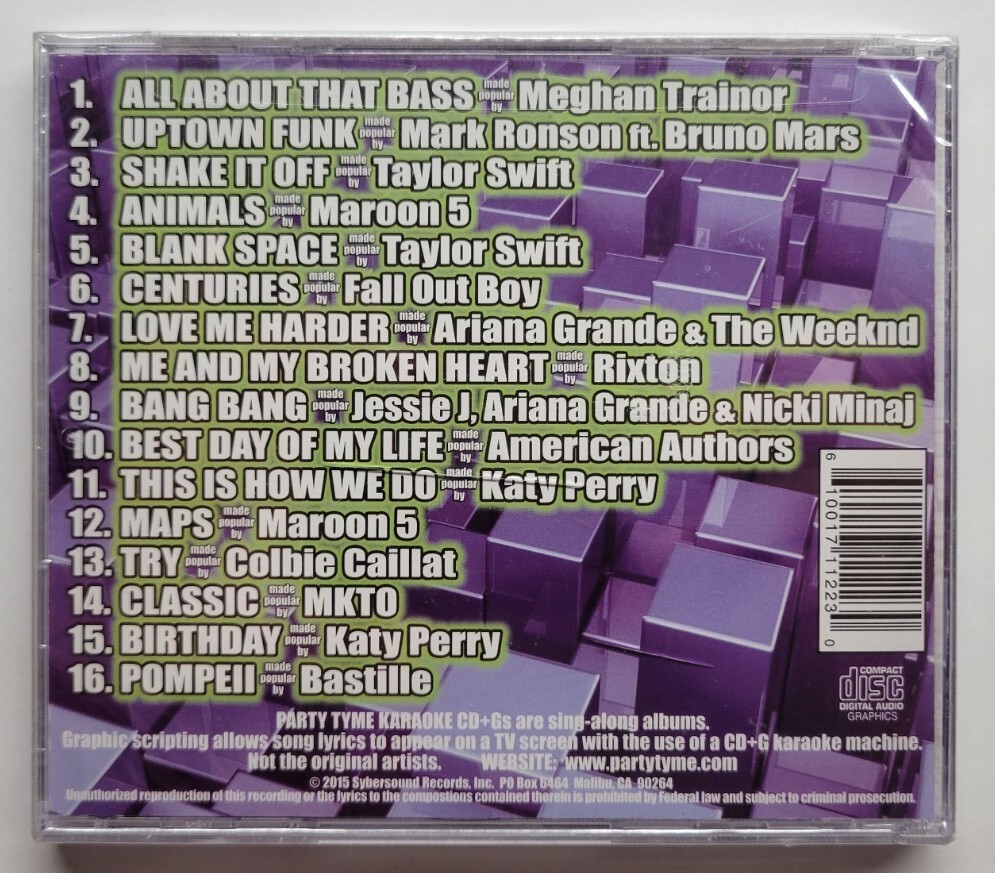 1. ALL ABOUT THAT BASS made popular by Meghan Trainor
2. UPTOWN FUNK made popular by Mark Ronson ft. Bruno Mars
3. SHAKE IT OFF made popular by Taylor Swift
4. ANIMALS made popular by Maroon 5
5. BLANK SPACE made popular by Taylor Swift
6. CENTURIES made popular by Fall Out Boy
7. LOVE ME HARDER made popular by Ariana Grande & The Weeknd
8. ME AND MY BROKEN HEART made popular by Rixton
9. BANG BANG made popular by Jessie J, Ariana Grande & Nicki Minaj
10. BEST DAY OF MY LIFE made popular by American Authors
11. THIS IS HOW WE DO made popular by Katy Perry
12. MAPS made popular by Maroon 5
13. TRY made popular by Colbie Caillat
14. CLASSIC made popular by MKTO
15. BIRTHDAY made popular by Katy Perry
16. POMPEII made popular by Bastille
6 10017 11223 0
COMPACT
disc
DIGITAL AUDIO
GRAPHICS
PARTY TYME KARAOKE CD+Gs are sing-along albums.
Graphic scripting allows song lyrics to appear on a TV screen with the use of a CD+G karaoke machine.
Not the original artists. WEBSITE: www.partytyme.com
© 2015 Sybersound Records, Inc. PO Box 6464 Malibu, CA 90264
Unauthorized reproduction of this recording or the lyrics to the compostions contained therein is prohibited by Federal law and subject to criminal prosecution.